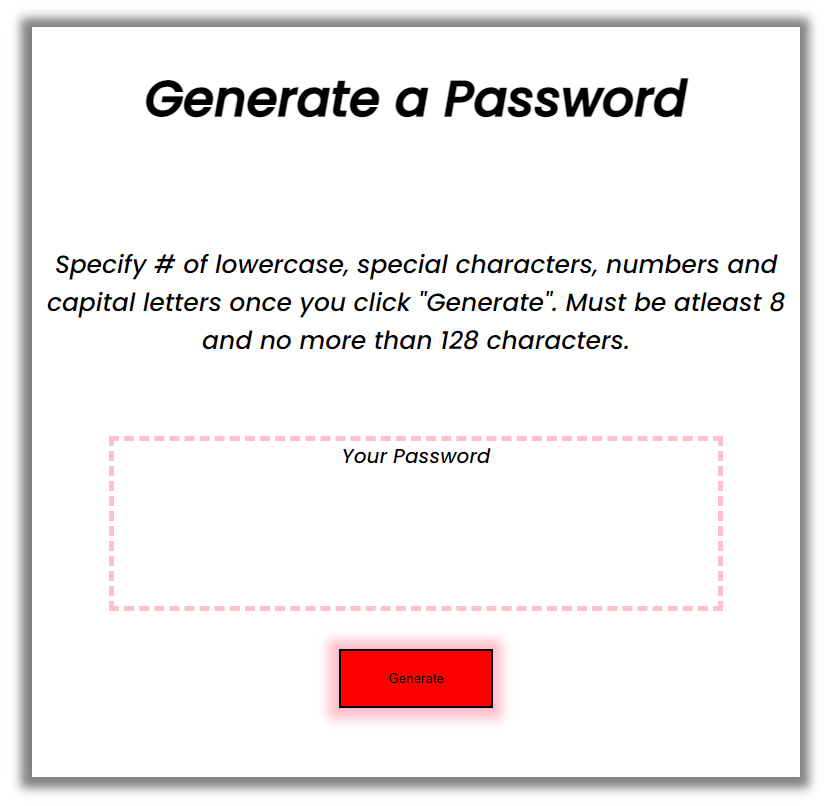 Generate a Password
Specify # of lowercase, special characters, numbers and
capital letters once you click "Generate". Must be atleast 8
and no more than 128 characters.
Your Password
Generate